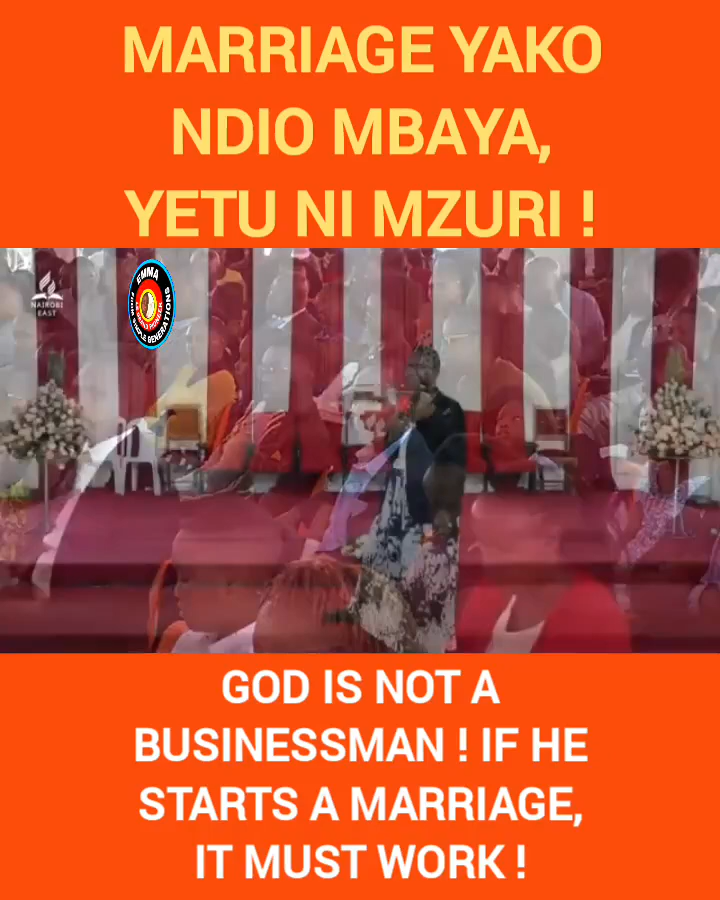 MARRIAGE YAKO
NDIO MBAYA,
YETU NI MZURI !
NAIROBI
EAST
EMMA
GOD IS NOT A
BUSINESSMAN ! IF HE
STARTS A MARRIAGE,
IT MUST WORK !